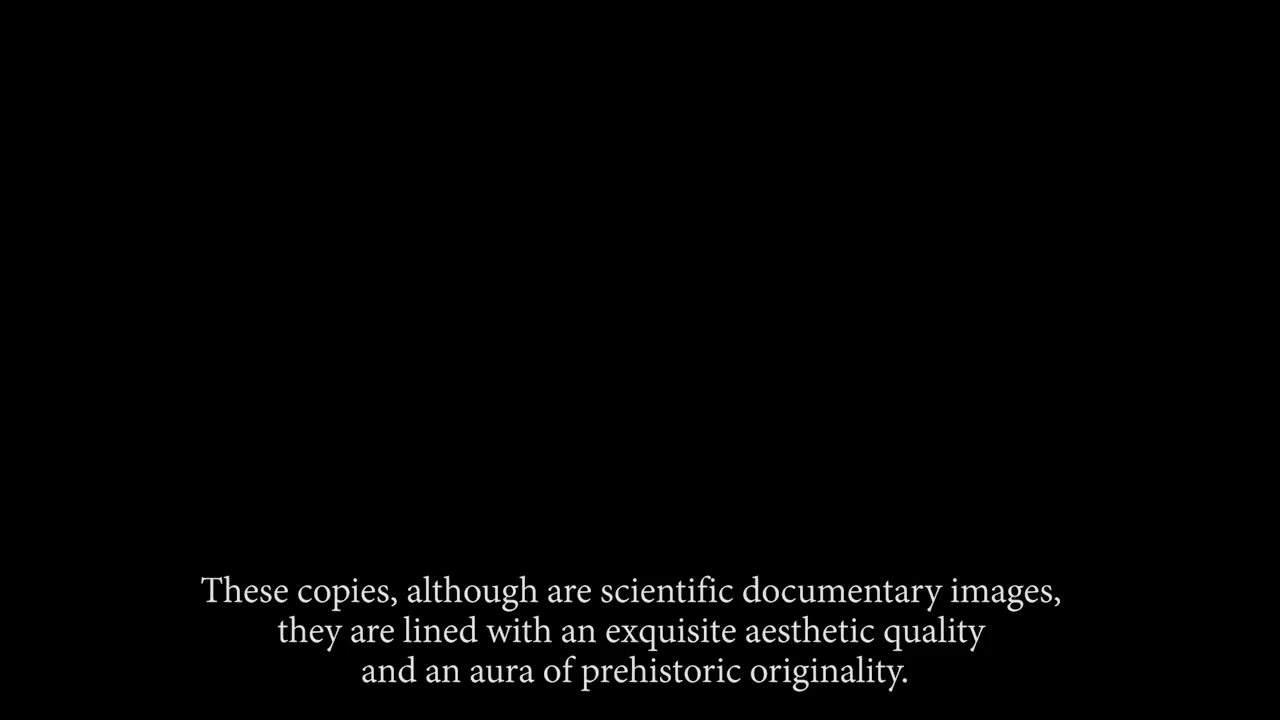 These copies, although are scientific documentary images,
they are lined with an exquisite aesthetic quality
and an aura of prehistoric originality.